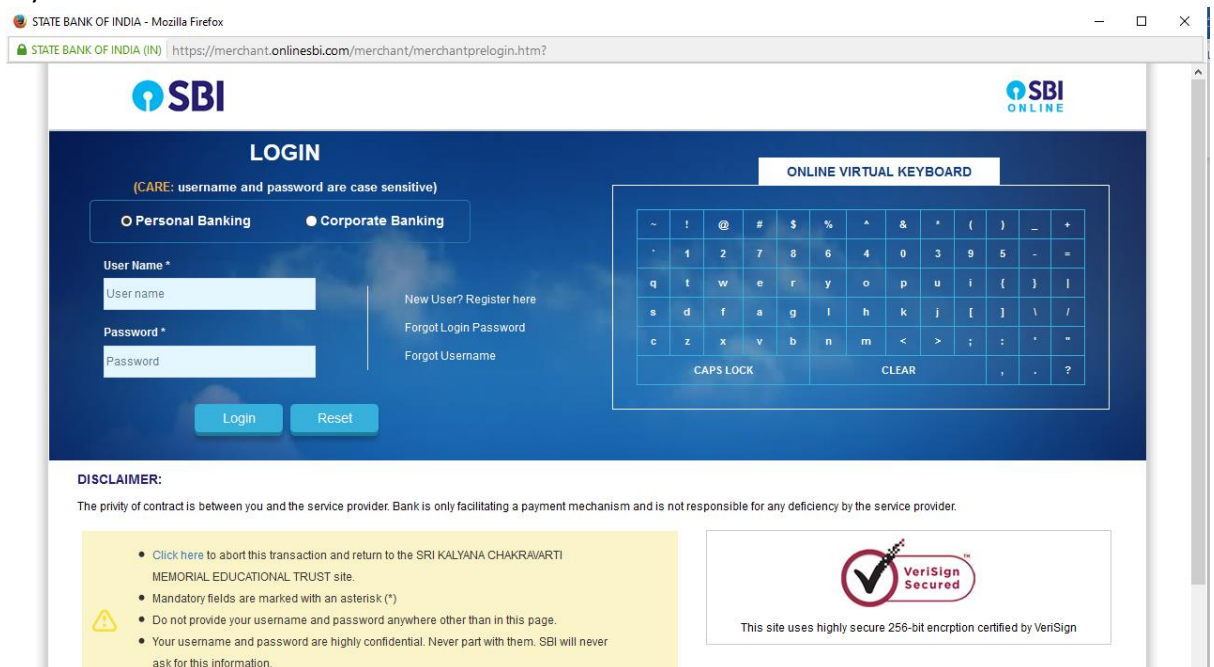 STATE BANK OF INDIA - Mozilla Firefox
STATE BANK OF INDIA (IN) https://merchant.onlinesbi.com/merchant/merchantprelogin.htm?
SBI
SBI
ONLINE
LOGIN
(CARE: username and password are case sensitive)
Personal Banking Corporate Banking
User Name *
User name
Password *
Password
New User? Register here
Forgot Login Password
Forgot Username
Login Reset
ONLINE VIRTUAL KEYBOARD
~ ! @ # $ % ^ & * ( ) _ +
` 1 2 7 8 6 4 0 3 9 5 - =
q t w e r y o p u i { } |
s d f a g l h k j [ ] \ /
c z x v b n m < > ; : ' "
CAPS LOCK CLEAR , . ?
DISCLAIMER:
The privity of contract is between you and the service provider. Bank is only facilitating a payment mechanism and is not responsible for any deficiency by the service provider.
Click here to abort this transaction and return to the SRI KALYANA CHAKRAVARTI
MEMORIAL EDUCATIONAL TRUST site.
Mandatory fields are marked with an asterisk (*)
Do not provide your username and password anywhere other than in this page.
Your username and password are highly confidential. Never part with them. SBI will never
ask for this information.
VeriSign
Secured
This site uses highly secure 256-bit encrption certified by VeriSign